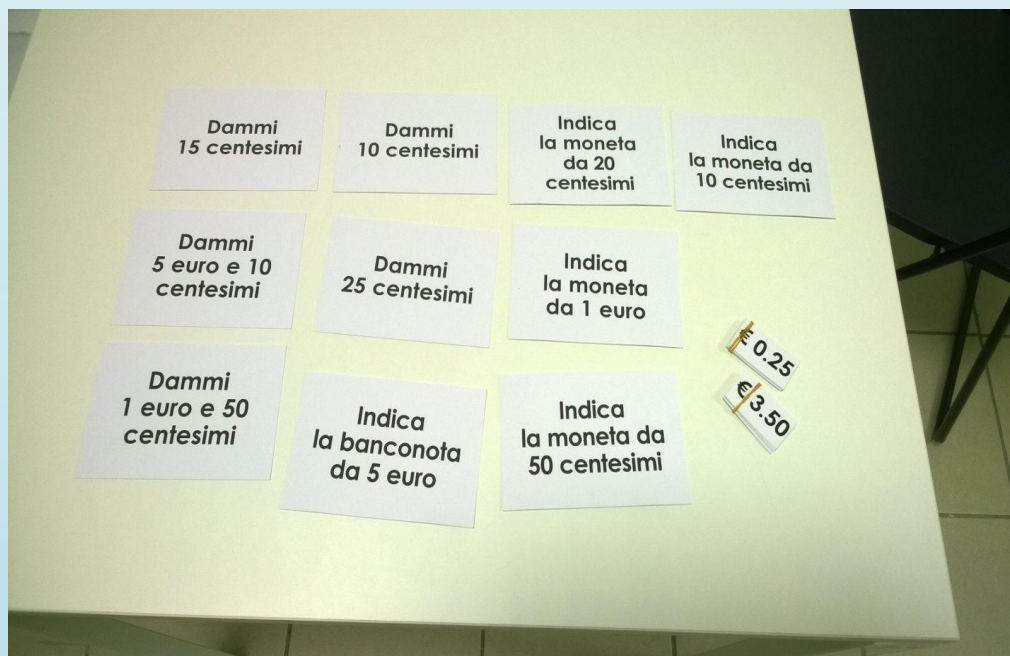 Dammi
15 centesimi
Dammi
10 centesimi
Indica
la moneta
da 20
centesimi
Indica
la moneta da
10 centesimi
Dammi
5 euro e 10
centesimi
Dammi
25 centesimi
Indica
la moneta
da 1 euro
€ 0.25
€ 3.50
Dammi
1 euro e 50
centesimi
Indica
la banconota
da 5 euro
Indica
la moneta da
50 centesimi